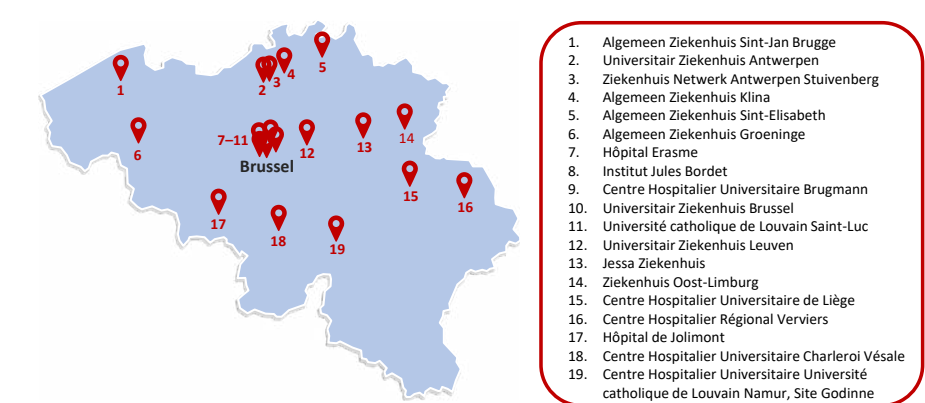 1
2
3
4
5
6
7–11
Brussel
12
13
14
15
16
17
18
19
1. Algemeen Ziekenhuis Sint-Jan Brugge
2. Universitair Ziekenhuis Antwerpen
3. Ziekenhuis Netwerk Antwerpen Stuivenberg
4. Algemeen Ziekenhuis Klina
5. Algemeen Ziekenhuis Sint-Elisabeth
6. Algemeen Ziekenhuis Groeninge
7. Hôpital Erasme
8. Institut Jules Bordet
9. Centre Hospitalier Universitaire Brugmann
10. Universitair Ziekenhuis Brussel
11. Université catholique de Louvain Saint-Luc
12. Universitair Ziekenhuis Leuven
13. Jessa Ziekenhuis
14. Ziekenhuis Oost-Limburg
15. Centre Hospitalier Universitaire de Liège
16. Centre Hospitalier Régional Verviers
17. Hôpital de Jolimont
18. Centre Hospitalier Universitaire Charleroi Vésale
19. Centre Hospitalier Universitaire Université
catholique de Louvain Namur, Site Godinne